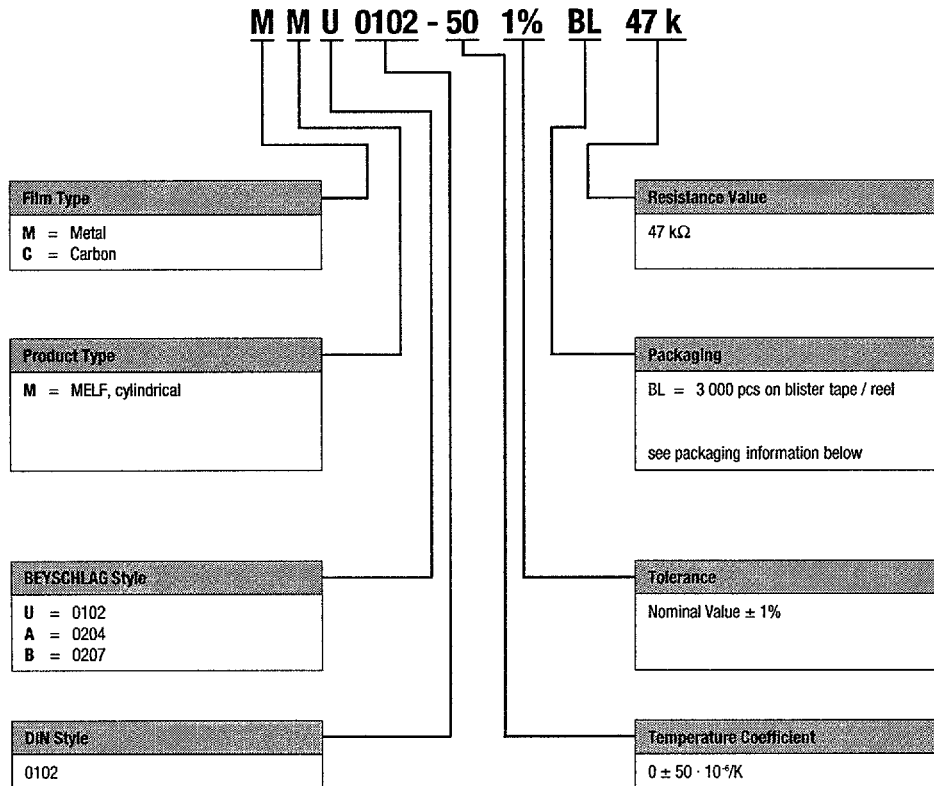 M M U 0102 - 50 1% BL 47 k
Film Type
M = Metal
C = Carbon
Product Type
M = MELF, cylindrical
BEYSCHLAG Style
U = 0102
A = 0204
B = 0207
DIN Style
0102
Resistance Value
47 kΩ
Packaging
BL = 3 000 pcs on blister tape / reel
see packaging information below
Tolerance
Nominal Value ± 1%
Temperature Coefficient
0 ± 50 · 10⁻⁶/K